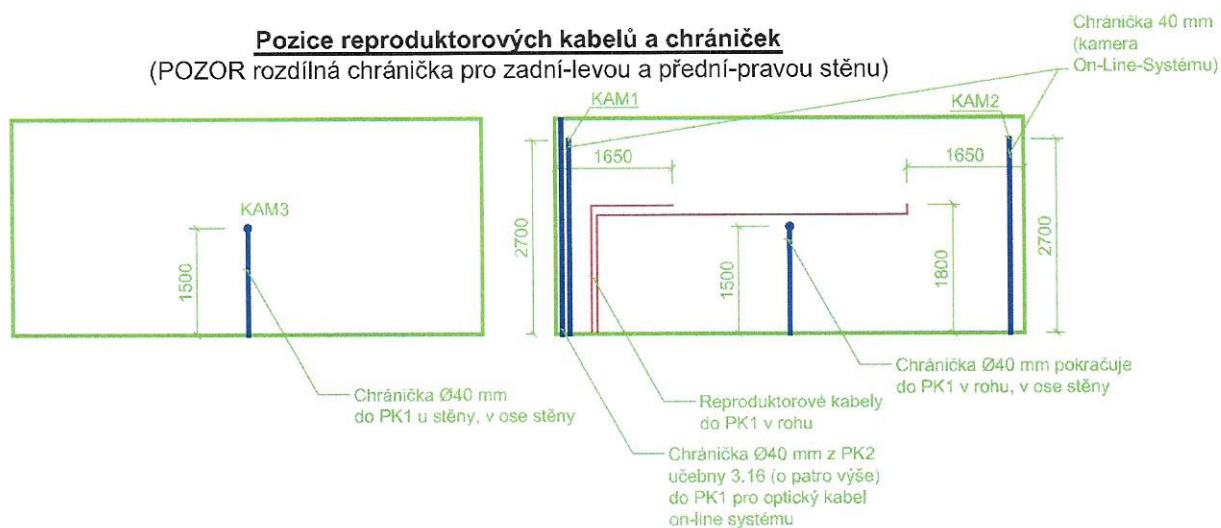 Pozice reproduktorových kabelů a chrániček
(POZOR rozdílná chránička pro zadní-levou a přední-pravou stěnu)
Chránička 40 mm
(kamera
On-Line-Systému)
KAM1
KAM2
1650
1650
KAM3
1500
2700
1500
1800
2700
Chránička Ø40 mm
do PK1 u stěny, v ose stěny
Reproduktorové kabely
do PK1 v rohu
Chránička Ø40 mm pokračuje
do PK1 v rohu, v ose stěny
Chránička Ø40 mm z PK2
učebny 3.16 (o patro výše)
do PK1 pro optický kabel
on-line systému